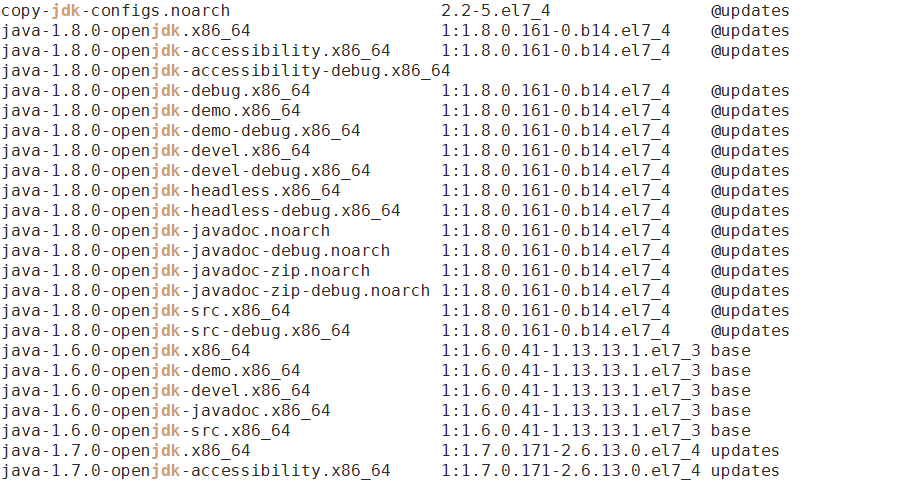 copy-jdk-configs.noarch 2.2-5.el7_4 @updates
java-1.8.0-openjdk.x86_64 1:1.8.0.161-0.b14.el7_4 @updates
java-1.8.0-openjdk-accessibility.x86_64 1:1.8.0.161-0.b14.el7_4 @updates
java-1.8.0-openjdk-accessibility-debug.x86_64
java-1.8.0-openjdk-debug.x86_64 1:1.8.0.161-0.b14.el7_4 @updates
java-1.8.0-openjdk-demo.x86_64 1:1.8.0.161-0.b14.el7_4 @updates
java-1.8.0-openjdk-demo-debug.x86_64 1:1.8.0.161-0.b14.el7_4 @updates
java-1.8.0-openjdk-devel.x86_64 1:1.8.0.161-0.b14.el7_4 @updates
java-1.8.0-openjdk-devel-debug.x86_64 1:1.8.0.161-0.b14.el7_4 @updates
java-1.8.0-openjdk-headless.x86_64 1:1.8.0.161-0.b14.el7_4 @updates
java-1.8.0-openjdk-headless-debug.x86_64 1:1.8.0.161-0.b14.el7_4 @updates
java-1.8.0-openjdk-javadoc.noarch 1:1.8.0.161-0.b14.el7_4 @updates
java-1.8.0-openjdk-javadoc-debug.noarch 1:1.8.0.161-0.b14.el7_4 @updates
java-1.8.0-openjdk-javadoc-zip.noarch 1:1.8.0.161-0.b14.el7_4 @updates
java-1.8.0-openjdk-javadoc-zip-debug.noarch 1:1.8.0.161-0.b14.el7_4 @updates
java-1.8.0-openjdk-src.x86_64 1:1.8.0.161-0.b14.el7_4 @updates
java-1.8.0-openjdk-src-debug.x86_64 1:1.8.0.161-0.b14.el7_4 @updates
java-1.6.0-openjdk.x86_64 1:1.6.0.41-1.13.13.1.el7_3 base
java-1.6.0-openjdk-demo.x86_64 1:1.6.0.41-1.13.13.1.el7_3 base
java-1.6.0-openjdk-devel.x86_64 1:1.6.0.41-1.13.13.1.el7_3 base
java-1.6.0-openjdk-javadoc.x86_64 1:1.6.0.41-1.13.13.1.el7_3 base
java-1.6.0-openjdk-src.x86_64 1:1.6.0.41-1.13.13.1.el7_3 base
java-1.7.0-openjdk.x86_64 1:1.7.0.171-2.6.13.0.el7_4 updates
java-1.7.0-openjdk-accessibility.x86_64 1:1.7.0.171-2.6.13.0.el7_4 updates